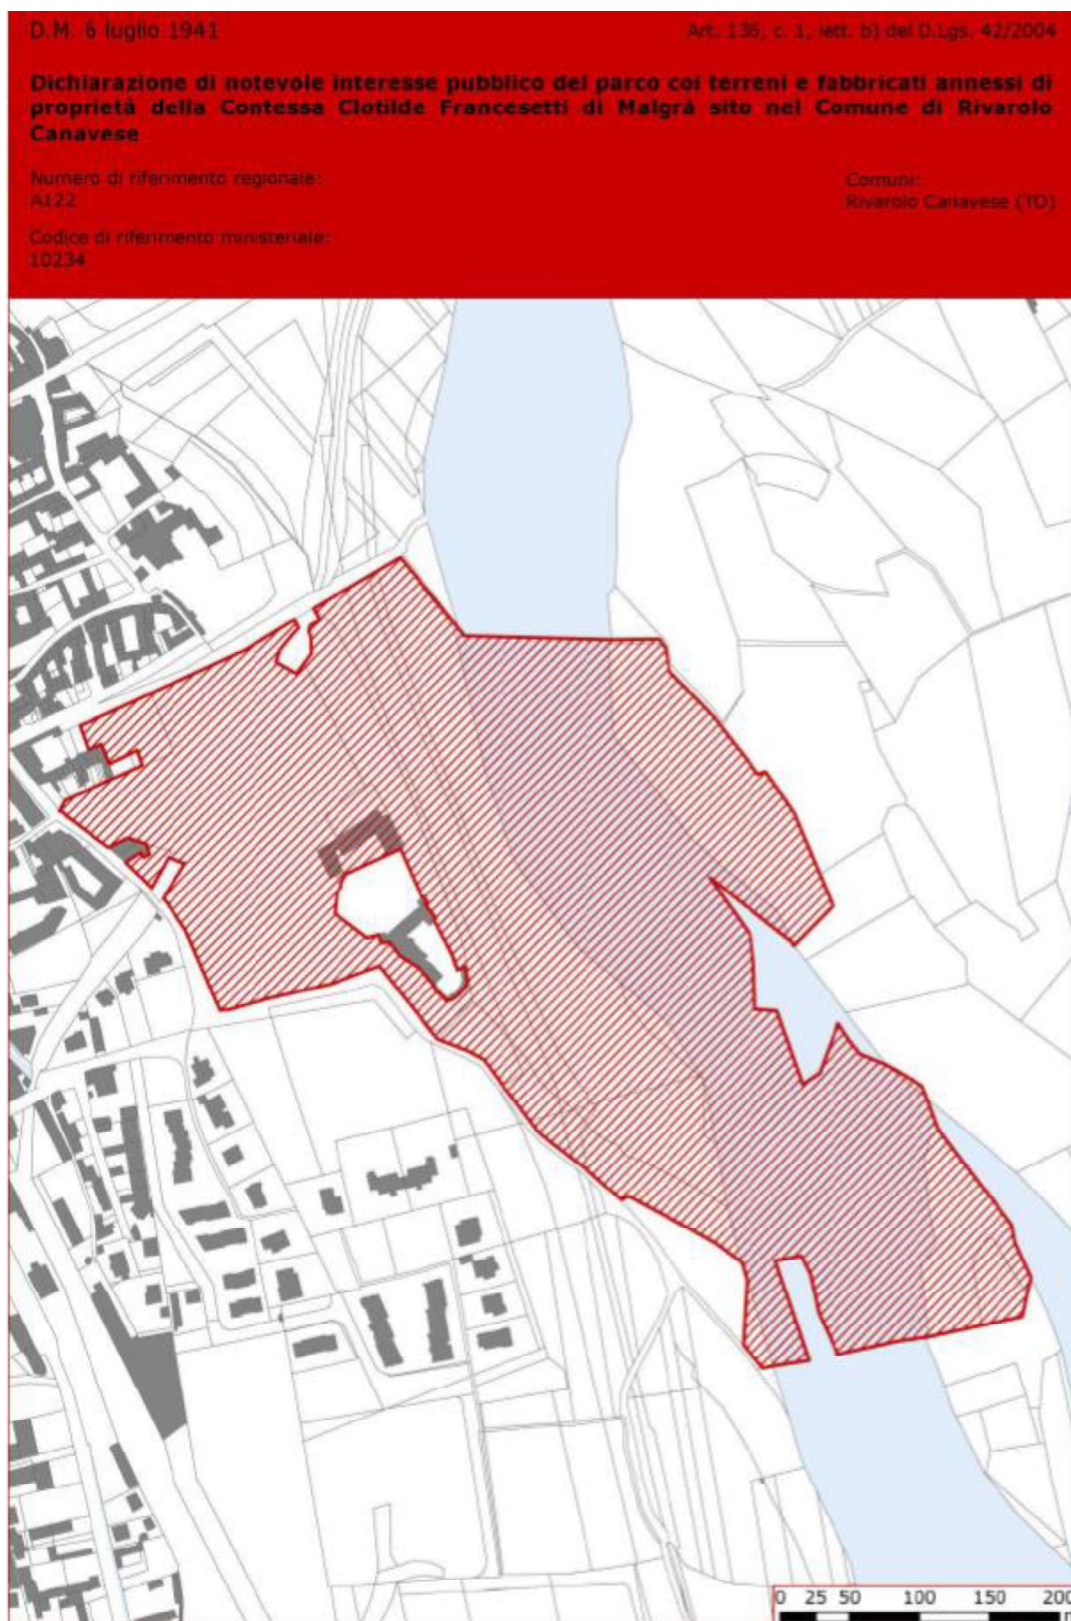 D.M. 6 luglio 1941
Art. 136, c. 1, lett. b) del D.Lgs. 42/2004
Dichiarazione di notevole interesse pubblico del parco coi terreni e fabbricati annessi di
proprietà della Contessa Clotilde Francesetti di Malgrà sito nel Comune di Rivarolo
Canavese
Numero di riferimento regionale:
A122
Comuni:
Rivarolo Canavese (TO)
Codice di riferimento ministeriale:
10234
0 25 50 100 150 200